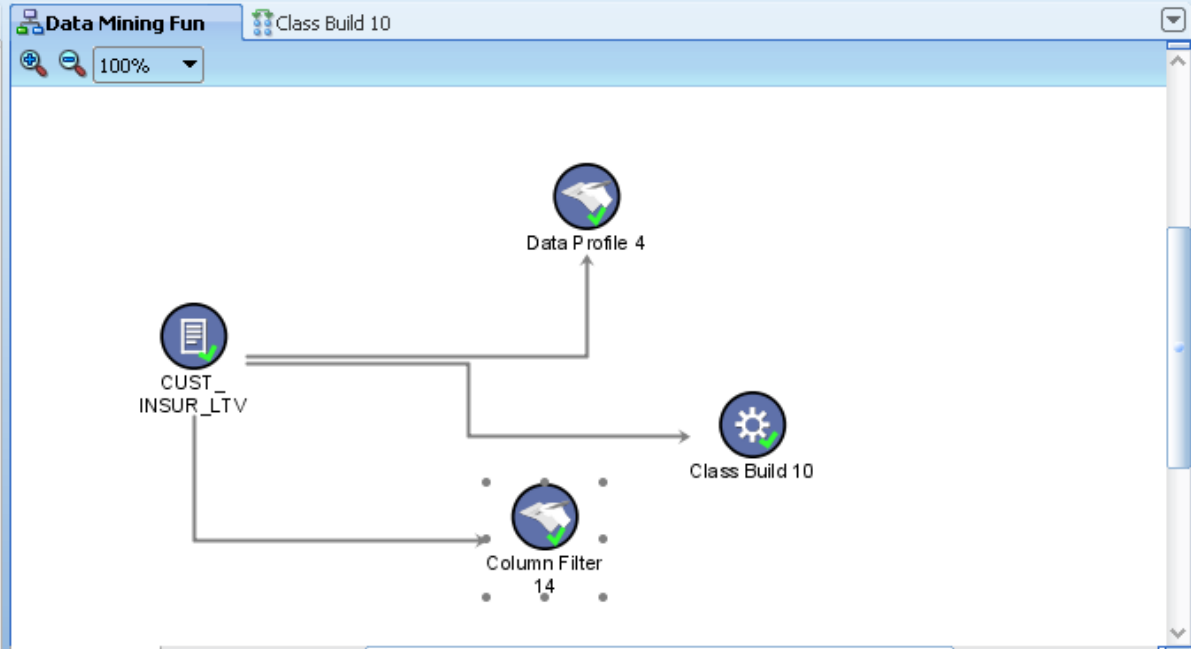 Data Mining Fun
Class Build 10
100%
Data Profile 4
CUST_
INSUR_LTV
Class Build 10
Column Filter
14